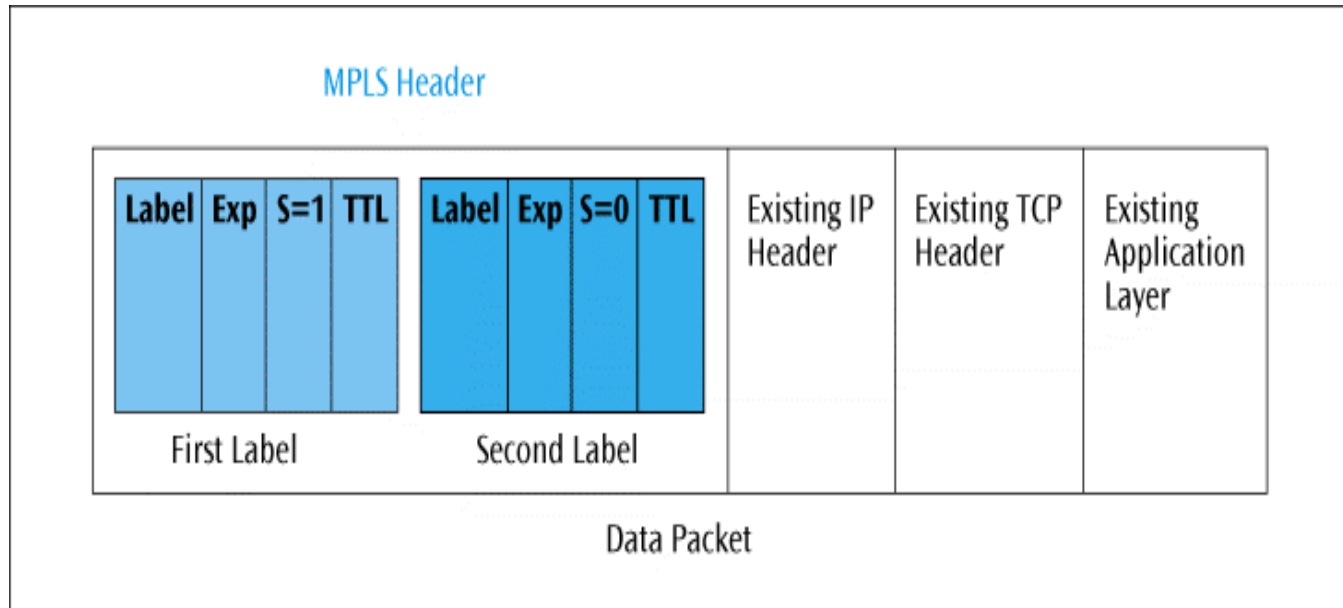 MPLS Header
Label Exp S=1 TTL
Label Exp S=0 TTL
Existing IP
Header
Existing TCP
Header
Existing
Application
Layer
First Label
Second Label
Data Packet